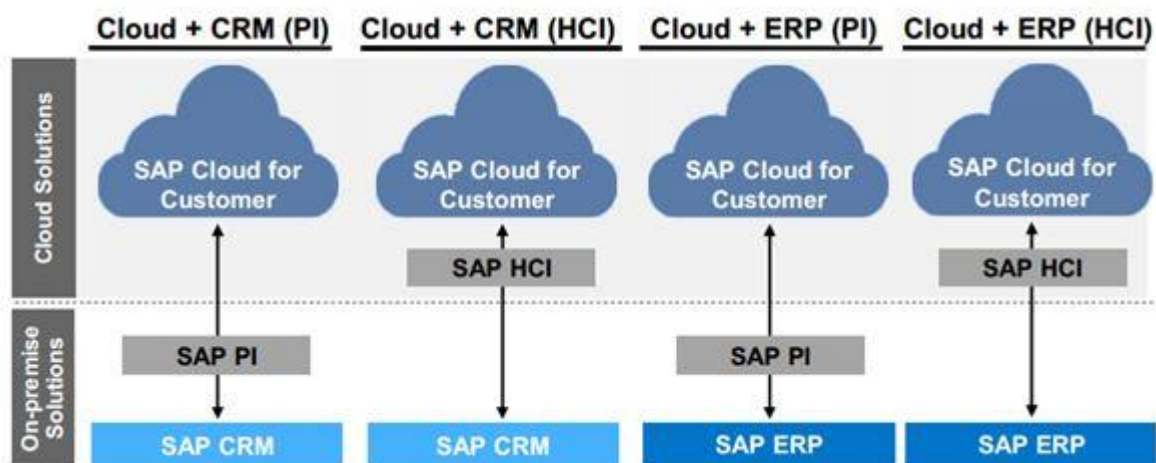 Cloud + CRM (PI)
Cloud + CRM (HCI)
Cloud + ERP (PI)
Cloud + ERP (HCI)
Cloud Solutions
SAP Cloud for
Customer
SAP Cloud for
Customer
SAP Cloud for
Customer
SAP Cloud for
Customer
SAP HCI
SAP HCI
On-premise
Solutions
SAP PI
SAP PI
SAP CRM
SAP CRM
SAP ERP
SAP ERP